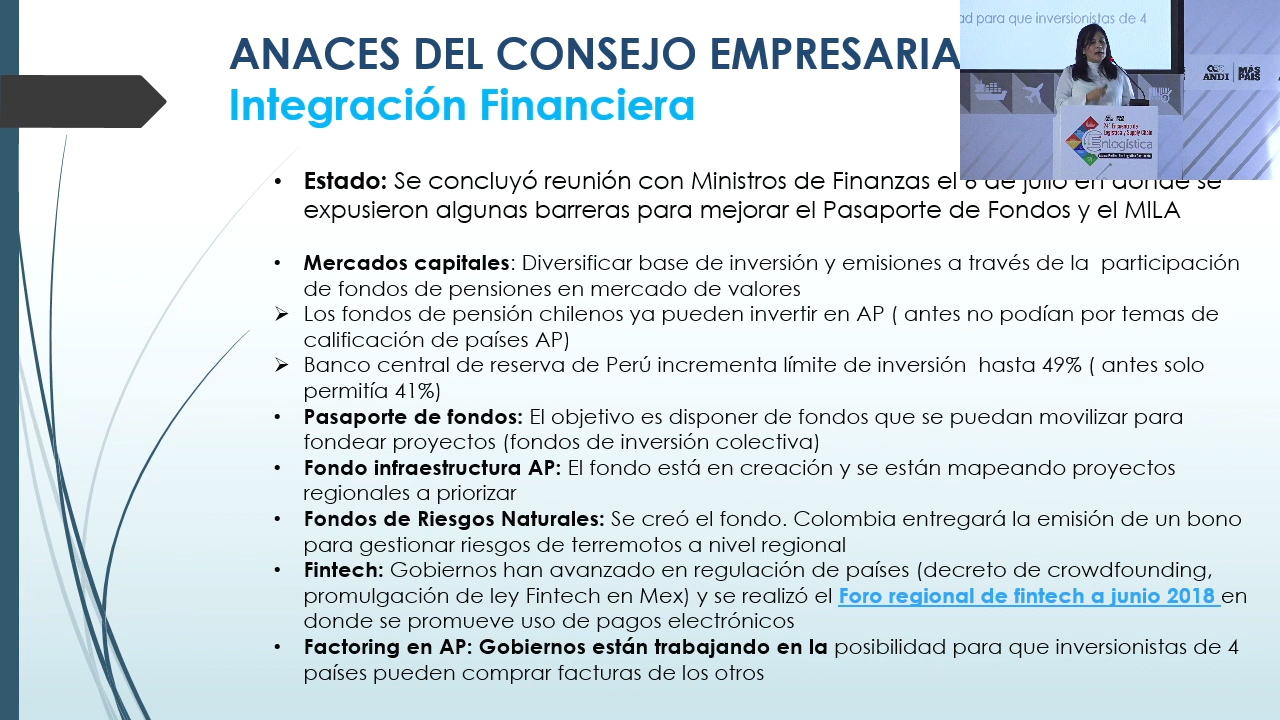 ANACES DEL CONSEJO EMPRESARIA
Integración Financiera
ad para que inversionistas de 4
ANDI
MÁS
PAÍS
Logística y Supply Chain
Enlogística
• Estado: Se concluyó reunión con Ministros de Finanzas el 6 de julio en donde se
expusieron algunas barreras para mejorar el Pasaporte de Fondos y el MILA
• Mercados capitales: Diversificar base de inversión y emisiones a través de la participación
de fondos de pensiones en mercado de valores
➢ Los fondos de pensión chilenos ya pueden invertir en AP ( antes no podían por temas de
calificación de países AP)
➢ Banco central de reserva de Perú incrementa límite de inversión hasta 49% ( antes solo
permitía 41%)
• Pasaporte de fondos: El objetivo es disponer de fondos que se puedan movilizar para
fondear proyectos (fondos de inversión colectiva)
• Fondo infraestructura AP: El fondo está en creación y se están mapeando proyectos
regionales a priorizar
• Fondos de Riesgos Naturales: Se creó el fondo. Colombia entregará la emisión de un bono
para gestionar riesgos de terremotos a nivel regional
• Fintech: Gobiernos han avanzado en regulación de países (decreto de crowdfounding,
promulgación de ley Fintech en Mex) y se realizó el Foro regional de fintech a junio 2018 en
donde se promueve uso de pagos electrónicos
• Factoring en AP: Gobiernos están trabajando en la posibilidad para que inversionistas de 4
países pueden comprar facturas de los otros